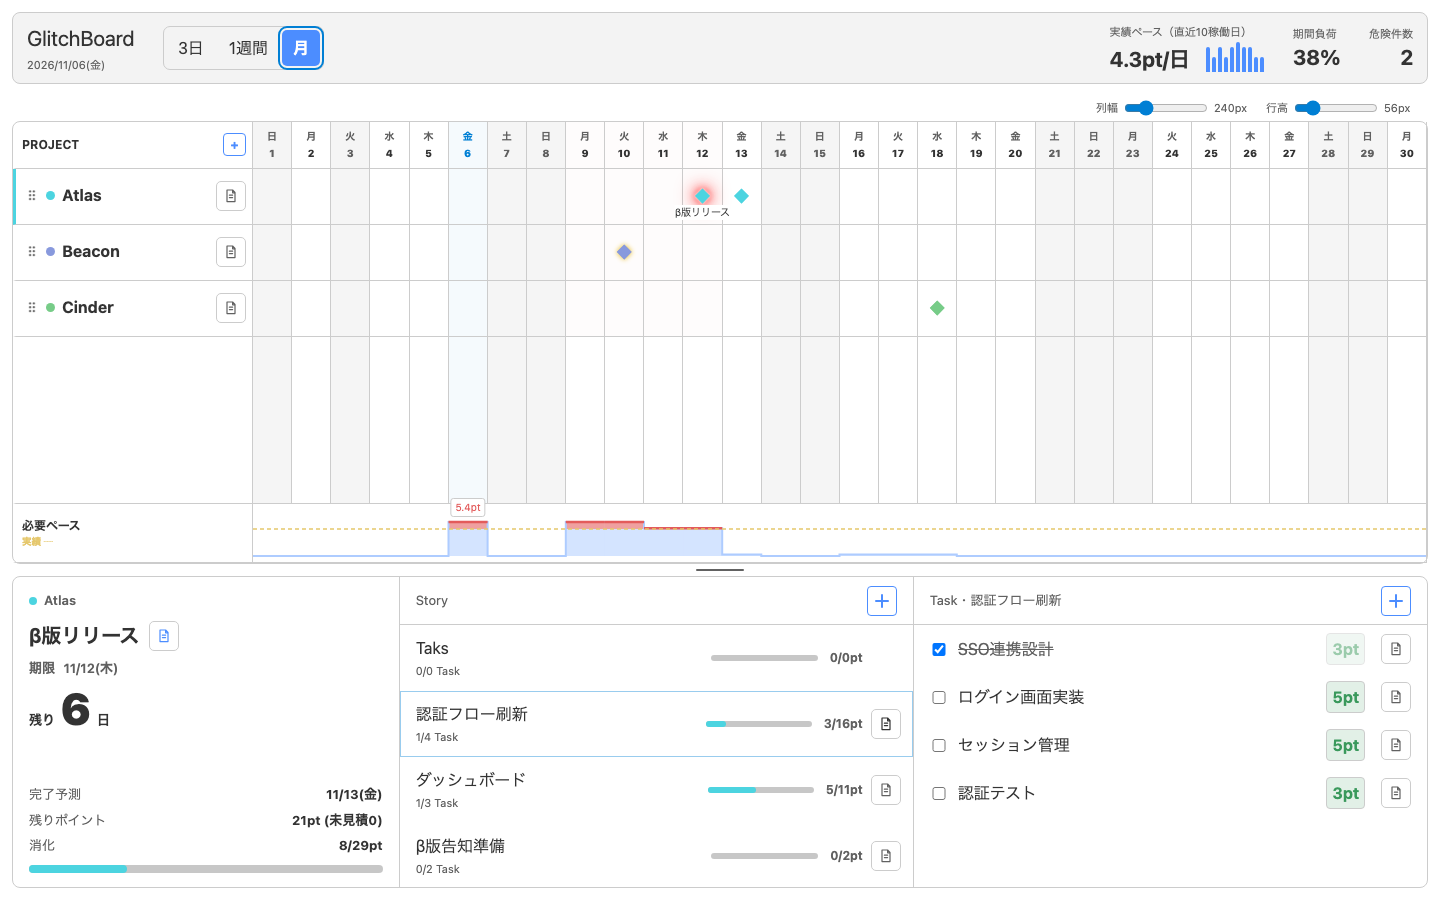 GlitchBoard
2026/11/06(金)
3日 1週間 月
実績ペース（直近10稼働日）
4.3pt/日
期間負荷
38%
危険件数
2
列幅 240px 行高 56px
PROJECT +
日 月 火 水 木 金 土 日 月 火 水 木 金 土 日 月 火 水 木 金 土 日 月 火 水 木 金 土 日 月
1 2 3 4 5 6 7 8 9 10 11 12 13 14 15 16 17 18 19 20 21 22 23 24 25 26 27 28 29 30
Atlas
β版リリース
Beacon
Cinder
5.4pt
必要ペース
実績
Atlas
β版リリース
期限 11/12(木)
残り 6 日
完了予測 11/13(金)
残りポイント 21pt (未見積0)
消化 8/29pt
Story +
Taks
0/0 Task
0/0pt
認証フロー刷新
1/4 Task
3/16pt
ダッシュボード
1/3 Task
5/11pt
β版告知準備
0/2 Task
0/2pt
Task・認証フロー刷新 +
SSO連携設計 3pt
ログイン画面実装 5pt
セッション管理 5pt
認証テスト 3pt